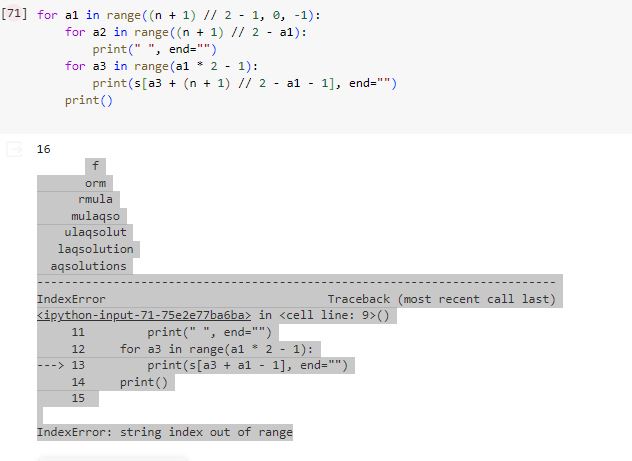 [71] for a1 in range((n + 1) // 2 - 1, 0, -1):
for a2 in range((n + 1) // 2 - a1):
print(" ", end="")
for a3 in range(a1 * 2 - 1):
print(s[a3 + (n + 1) // 2 - a1 - 1], end="")
print()
16
f
orm
rmula
mulaqso
ulaqsolut
laqsolution
aqsolutions
---------------------------------------------------------------------------
IndexError Traceback (most recent call last)
<ipython-input-71-75e2e77ba6ba> in <cell line: 9>()
11 print(" ", end="")
12 for a3 in range(a1 * 2 - 1):
---> 13 print(s[a3 + a1 - 1], end="")
14 print()
15
IndexError: string index out of range